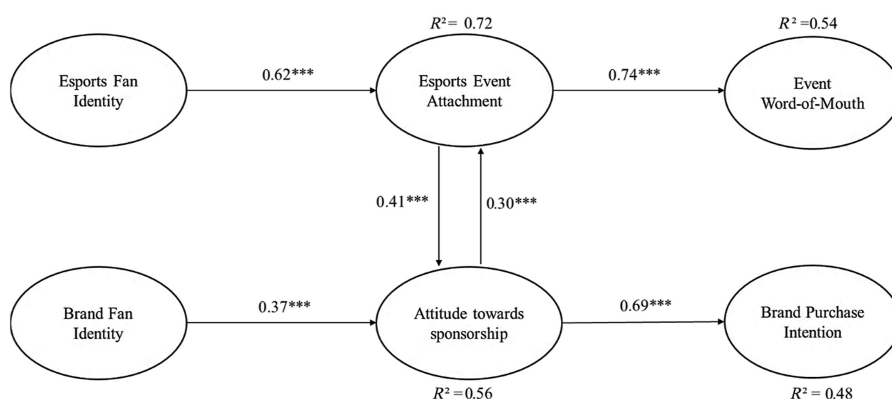 R² = 0.72
R² =0.54
Esports Fan
Identity
0.62***
Esports Event
Attachment
0.74***
Event
Word-of-Mouth
0.41***
0.30***
Brand Fan
Identity
0.37***
Attitude towards
sponsorship
0.69***
Brand Purchase
Intention
R² =0.56
R² = 0.48